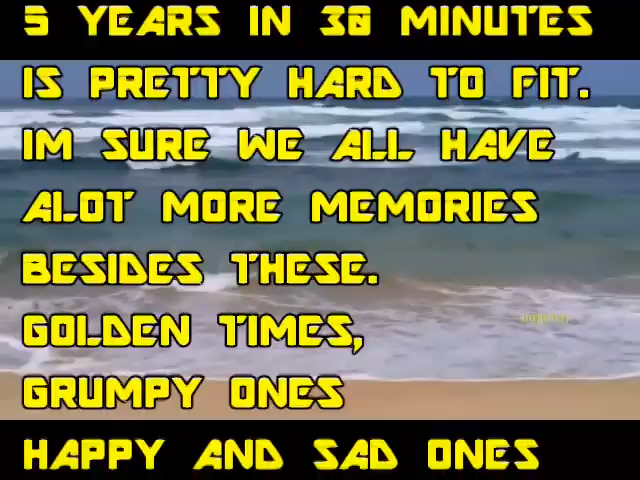 5 YEARS IN 30 MINUTES
IS PRETTY HARD TO FIT.
IM SURE WE ALL HAVE
ALOT MORE MEMORIES
BESIDES THESE.
GOLDEN TIMES,
GRUMPY ONES
HAPPY AND SAD ONES